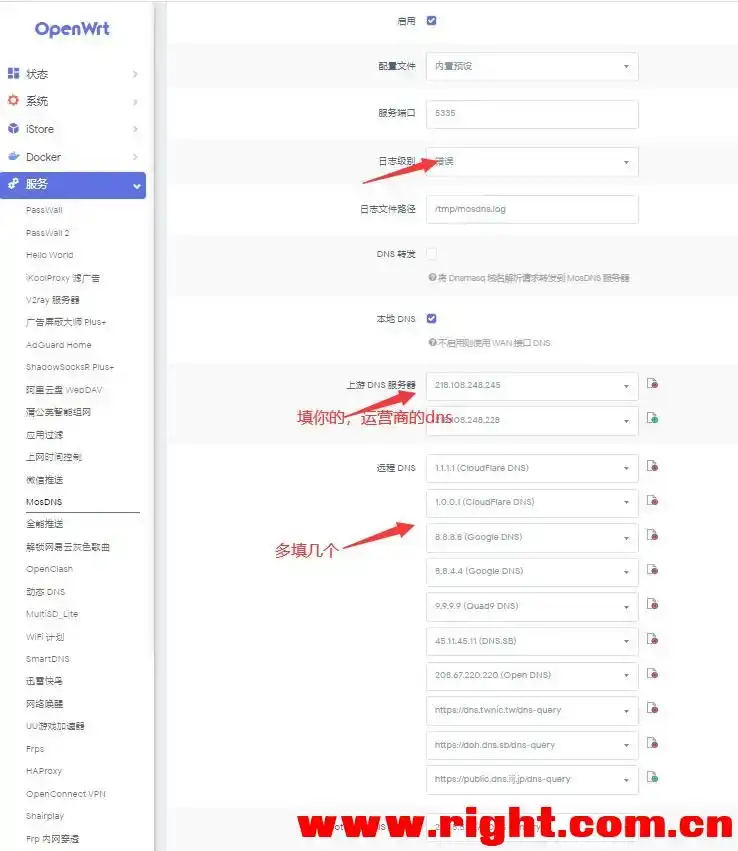 OpenWrt
状态
系统
iStore
Docker
服务
PassWall
PassWall 2
Hello World
iKoolProxy 滤广告
V2ray 服务器
广告屏蔽大师 Plus+
AdGuard Home
ShadowSocksR Plus+
阿里云盘 WebDAV
蒲公英智能组网
应用过滤
上网时间控制
微信推送
MosDNS
全能推送
解锁网易云灰色歌曲
OpenClash
动态 DNS
MultiSD_Lite
WiFi 计划
SmartDNS
迅雷快鸟
网络唤醒
UU游戏加速器
Frps
HAProxy
OpenConnect VPN
Shairplay
Frp 内网穿透
启用
配置文件 内置预设
服务端口 5335
日志级别 错误
日志文件路径 /tmp/mosdns.log
DNS 转发
将 Dnsmasq 域名解析请求转发到 MosDNS 服务器
本地 DNS
不启用则使用 WAN 接口 DNS
上游 DNS 服务器 218.108.248.245
填你的，运营商的dns
.108.248.228
远程 DNS 1.1.1.1 (CloudFlare DNS)
1.0.0.1 (CloudFlare DNS)
8.8.8.8 (Google DNS)
多填几个
8.8.4.4 (Google DNS)
9.9.9.9 (Quad9 DNS)
45.11.45.11 (DNS.SB)
208.67.220.220 (Open DNS)
https://dns.twnic.tw/dns-query
https://doh.dns.sb/dns-query
https://public.dns.iij.jp/dns-query
www.right.com.cn